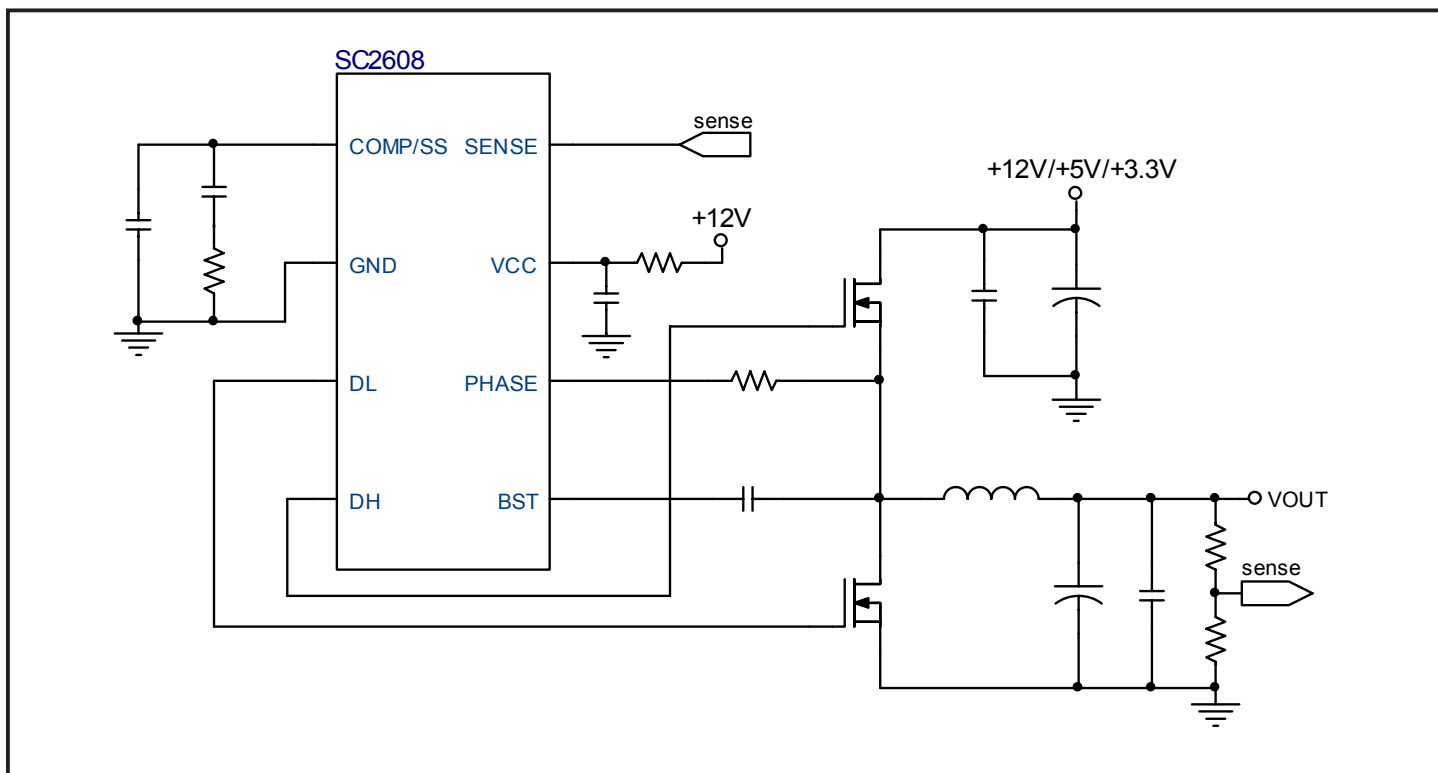 SC2608
COMP/SS SENSE
sense
+12V/+5V/+3.3V
+12V
GND VCC
DL PHASE
DH BST
VOUT
sense